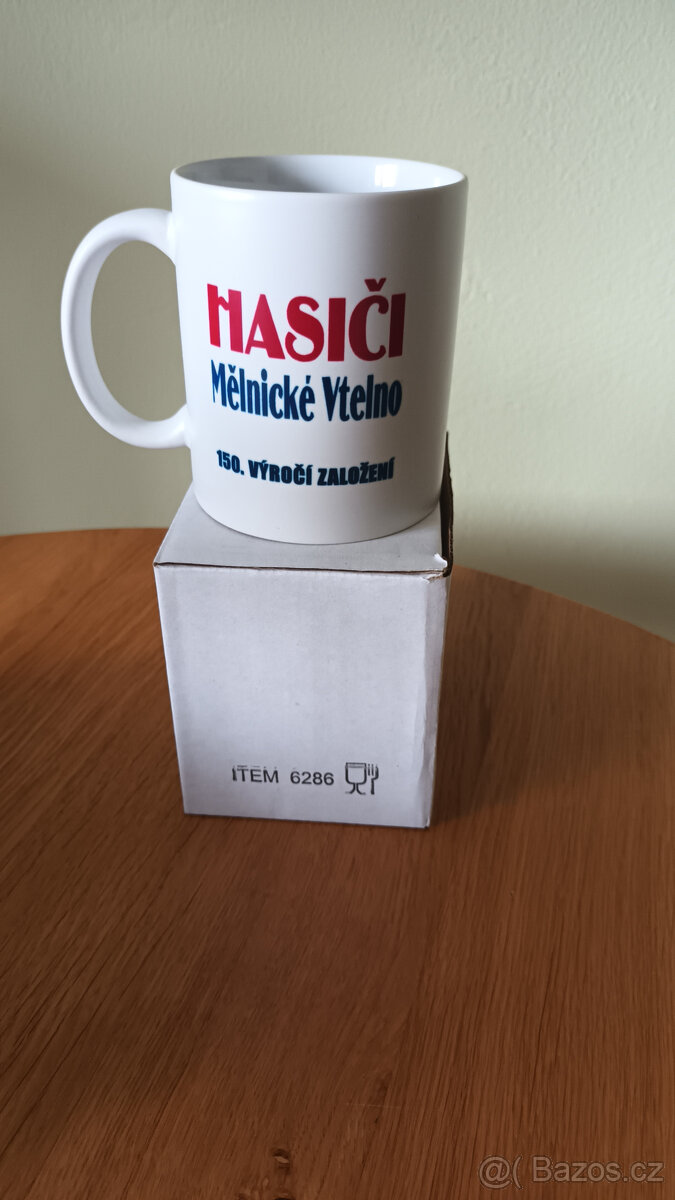 HASIČI
Mělnické Vtelno
150. VÝROČÍ ZALOŽENÍ
ITEM 6286
@( Bazos.cz